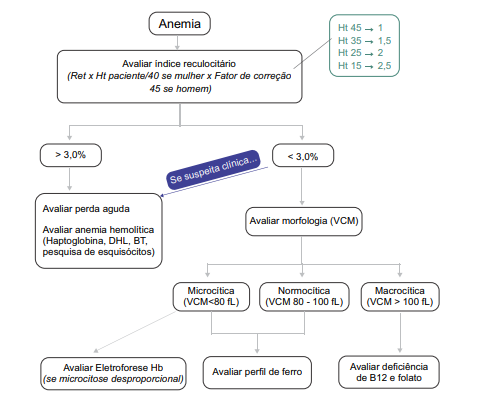 Anemia
Ht 45 → 1
Ht 35 → 1,5
Ht 25 → 2
Ht 15 → 2,5
Avaliar índice reculocitário
(Ret x Ht paciente/40 se mulher x Fator de correção
45 se homem)
> 3,0%
Se suspeita clínica...
< 3,0%
Avaliar perda aguda
Avaliar anemia hemolítica
(Haptoglobina, DHL, BT,
pesquisa de esquisócitos)
Avaliar morfologia (VCM)
Microcítica
(VCM<80 fL)
Normocítica
(VCM 80 - 100 fL)
Macrocítica
(VCM > 100 fL)
Avaliar Eletroforese Hb
(se microcitose desproporcional)
Avaliar perfil de ferro
Avaliar deficiência
de B12 e folato